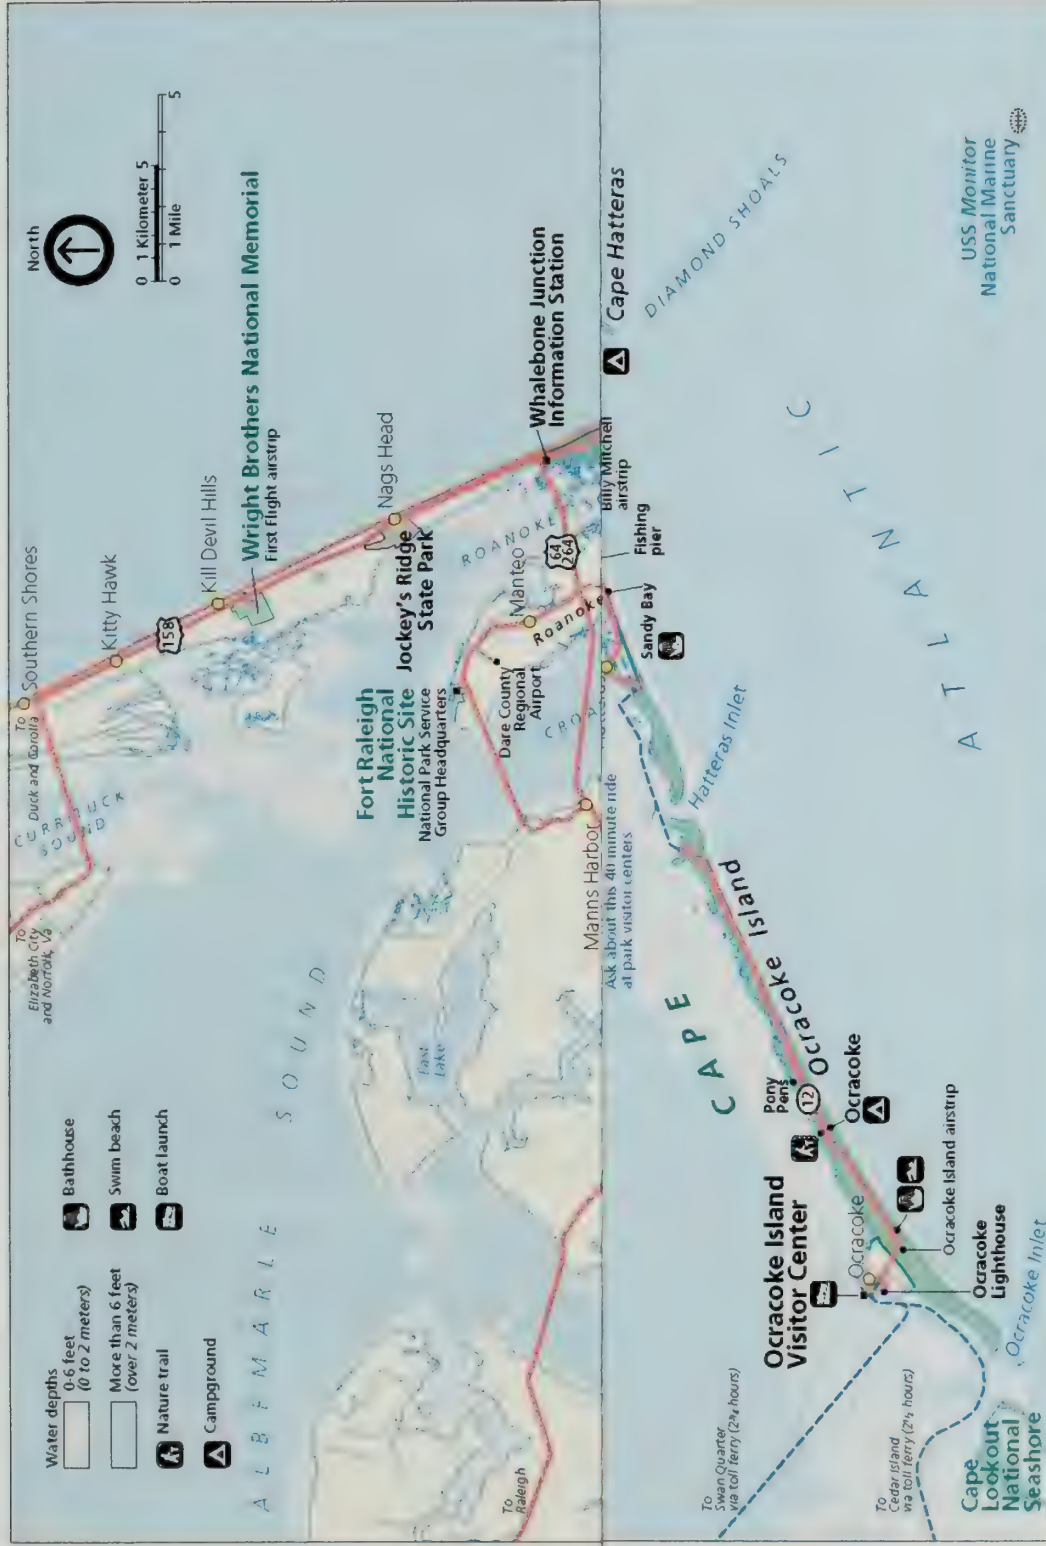 Water depths
0-6 feet
(0 to 2 meters)
More than 6 feet
(over 2 meters)
Nature trail
Campground
Bathhouse
Swim beach
Boat launch
North
0 1 Kilometer 5
0 1 Mile 5
To
Elizabeth City
and Norfolk, Va
To
Duck and Corolla
Southern Shores
CURRITUCK
SOUND
Kitty Hawk
158
Kill Devil Hills
Wright Brothers National Memorial
First Flight airstrip
ALBEMARLE SOUND
Nags Head
Jockey's Ridge
State Park
Fort Raleigh
National
Historic Site
National Park Service
Group Headquarters
East
Lake
ROANOKE
Manteo
Roanoke
Dare County
Regional
Airport
64
264
Whalebone Junction
Information Station
Manns Harbor
To
Raleigh
Billy Mitchell
airstrip
Cape Hatteras
Fishing
pier
Sandy Bay
DIAMOND SHOALS
Ask about this 40 minute ride
at park visitor centers
Hatteras Inlet
CAPE
Ocracoke Island
Pony
Pens
12
Ocracoke
Ocracoke Island
Visitor Center
Ocracoke
Ocracoke Island airstrip
Ocracoke
Lighthouse
Ocracoke Inlet
To
Swan Quarter
via toll ferry (2¾ hours)
To
Cedar Island
via toll ferry
Cape
Lookout
National
Seashore
ATLANTIC
USS Monitor
National Marine
Sanctuary